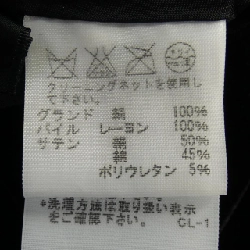 クリーニングネットを使用し
て下さい。
グランド 絹 100%
パイル レーヨン 100%
サテン 絹 50%
綿 45%
ポリウレタン 5%
*洗濯方法は取り扱い表示
をご確認下さい。 CL-1